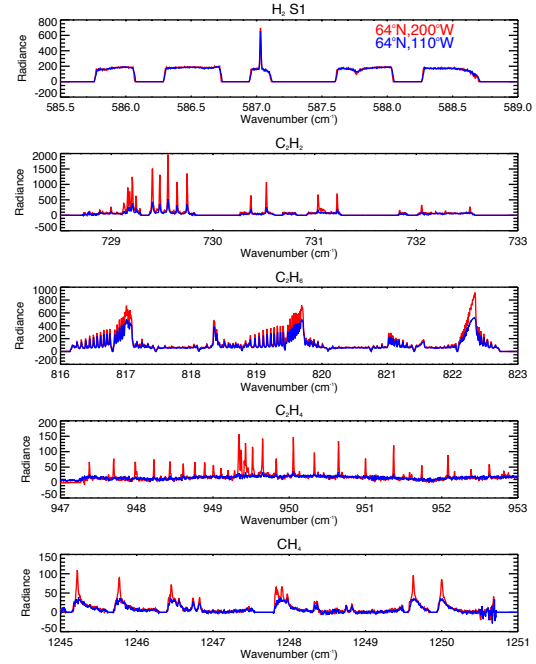 H₂ S1
64°N,200°W
64°N,110°W
Radiance
800
600
400
200
0
200
585.5 586.0 586.5 587.0 587.5 588.0 588.5 589.0
Wavenumber (cm⁻¹)
C₂H₂
Radiance
2000
1500
1000
500
0
-500
729 730 731 732 733
Wavenumber (cm⁻¹)
C₂H₆
Radiance
1000
800
600
400
200
0
-200
816 817 818 819 820 821 822 823
Wavenumber (cm⁻¹)
C₂H₄
Radiance
200
150
100
50
0
-50
947 948 949 950 951 952 953
Wavenumber (cm⁻¹)
CH₄
Radiance
150
100
50
0
-50
1245 1246 1247 1248 1249 1250 1251
Wavenumber (cm⁻¹)